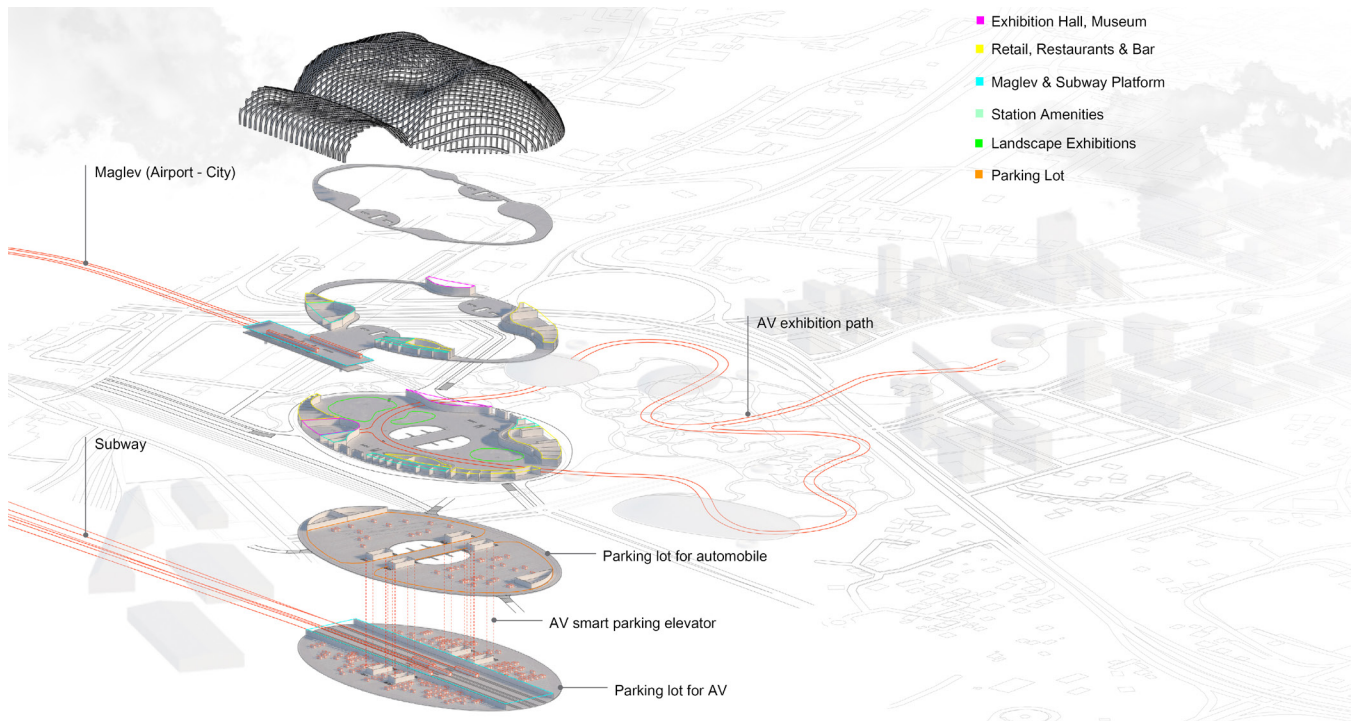 Exhibition Hall, Museum
Retail, Restaurants & Bar
Maglev & Subway Platform
Station Amenities
Landscape Exhibitions
Parking Lot
Maglev (Airport - City)
AV exhibition path
Subway
Parking lot for automobile
AV smart parking elevator
Parking lot for AV